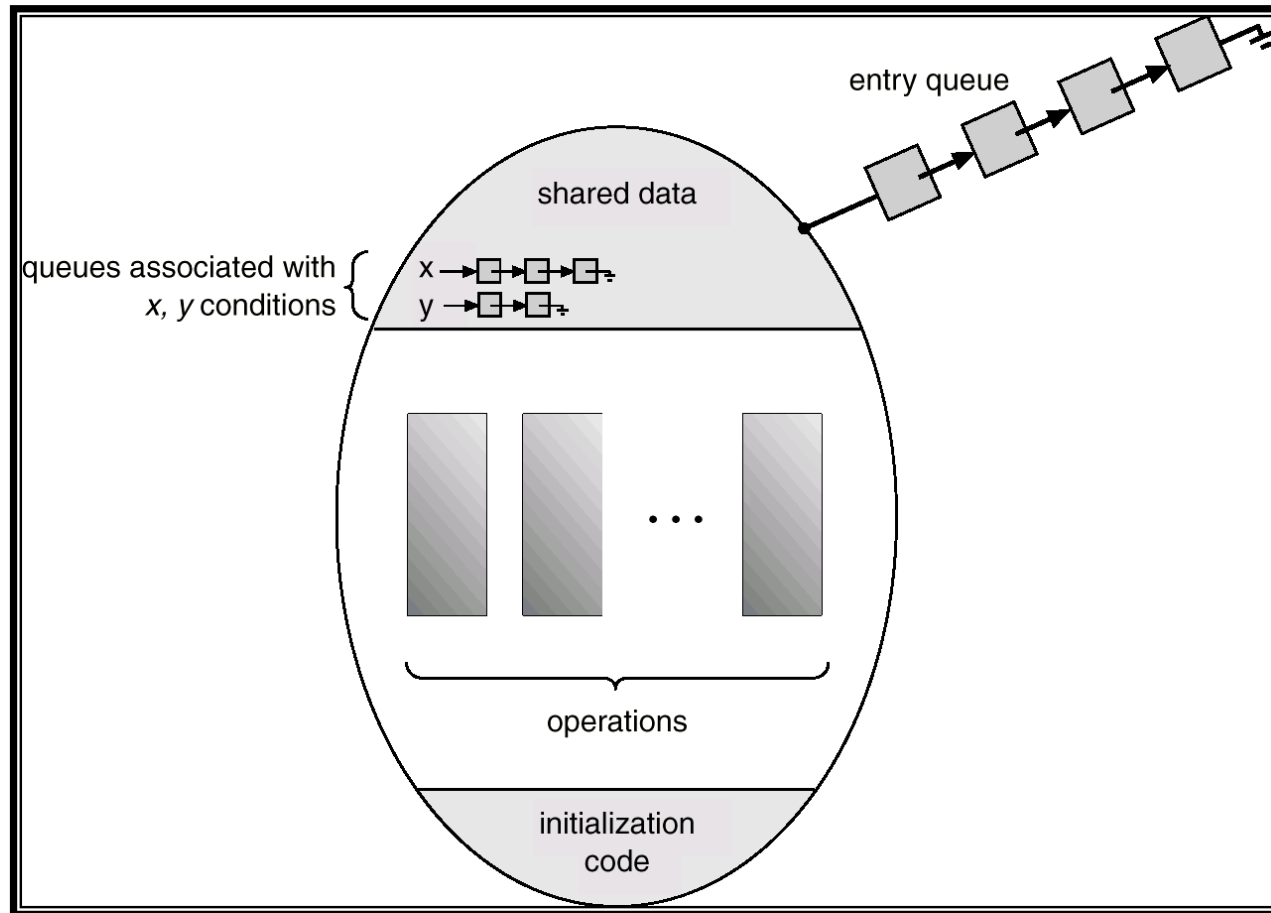 entry queue
shared data
queues associated with
x, y conditions
x
y
• • •
operations
initialization
code